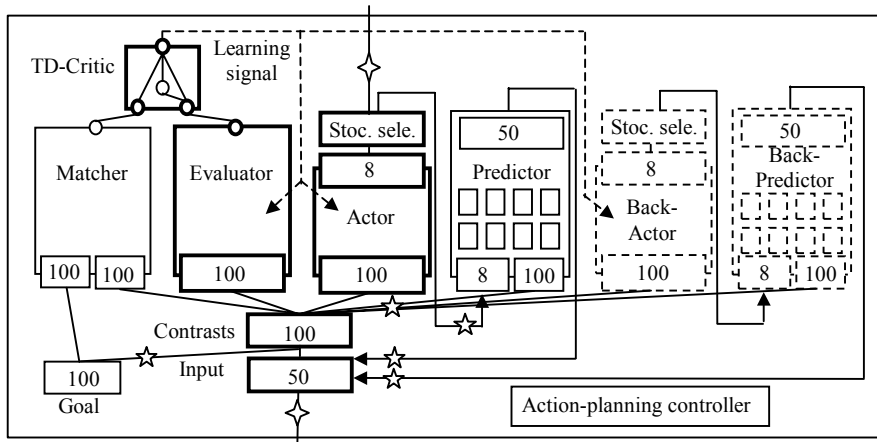 Learning
signal
TD-Critic
Stoc. sele.
50
Stoc. sele.
50
Matcher
Evaluator
8
Predictor
8
Back-
Predictor
Actor
Back-
Actor
100
100
100
100
8
100
100
8
100
Contrasts
100
Input
50
100
Goal
Action-planning controller